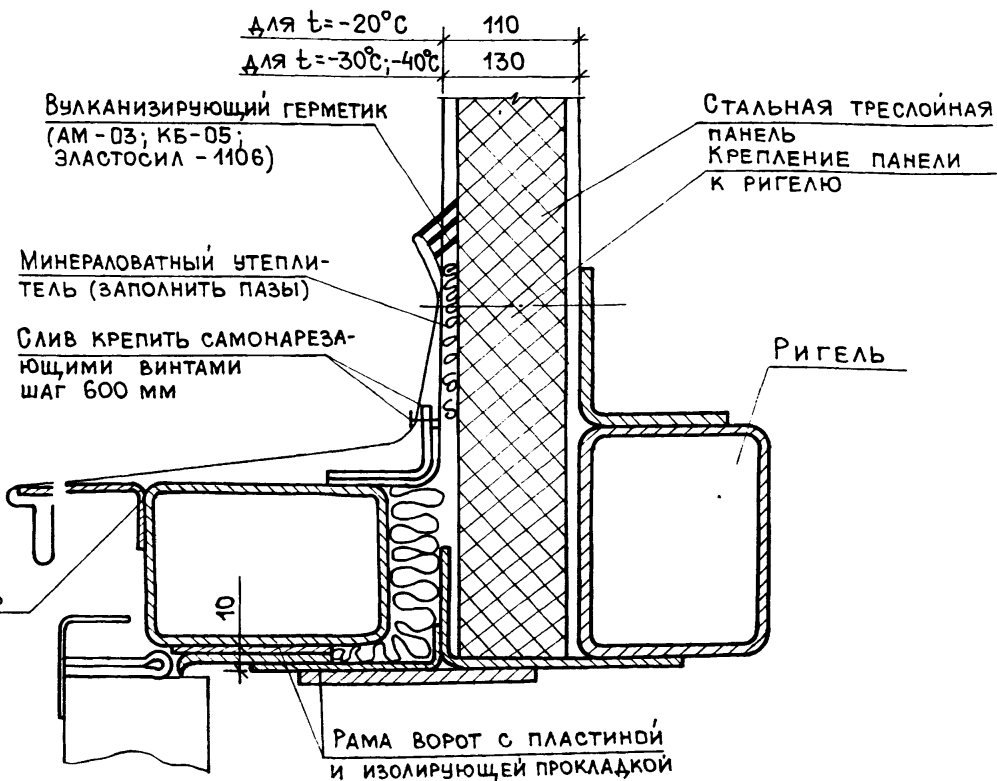 для t=-20°С 110
для t=-30°С; -40°С 130
Вулканизирующий герметик
(АМ-03; КБ-05;
Эластосил - 1106)
Стальная треслойная
панель
Крепление панели
к ригелю
Минераловатный утепли-
тель (заполнить пазы)
Слив крепить самонареза-
ющими винтами
шаг 600 мм
Ригель
10
Рама ворот с пластиной
и изолирующей прокладкой